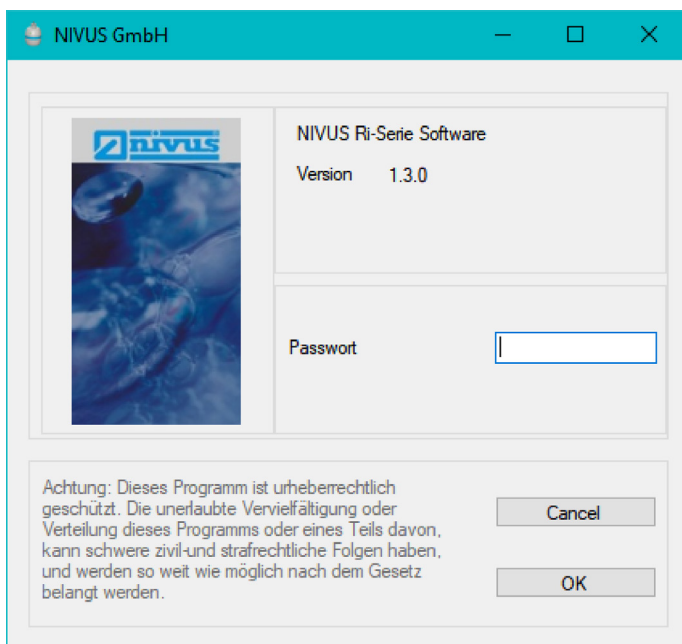 NIVUS GmbH
nivus
NIVUS Ri-Serie Software
Version 1.3.0
Passwort
Achtung: Dieses Programm ist urheberrechtlich
geschützt. Die unerlaubte Vervielfältigung oder
Verteilung dieses Programms oder eines Teils davon,
kann schwere zivil-und strafrechtliche Folgen haben,
und werden so weit wie möglich nach dem Gesetz
belangt werden.
Cancel
OK